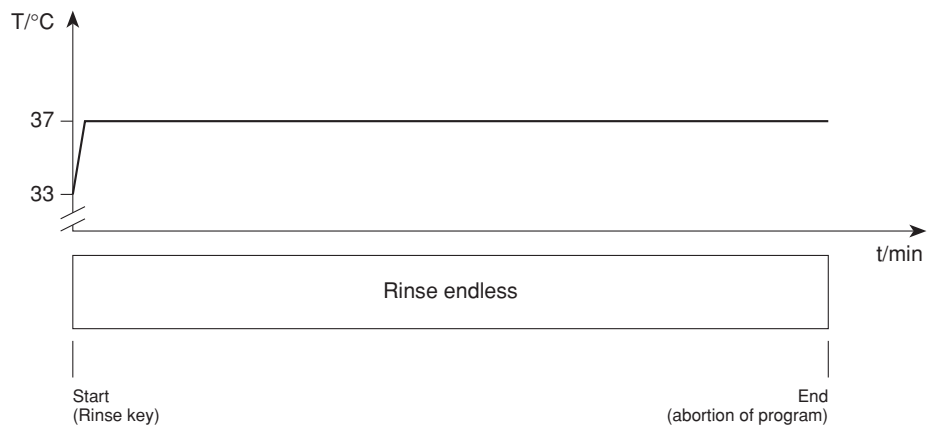 T/°C
37
33
t/min
Rinse endless
Start
(Rinse key)
End
(abortion of program)